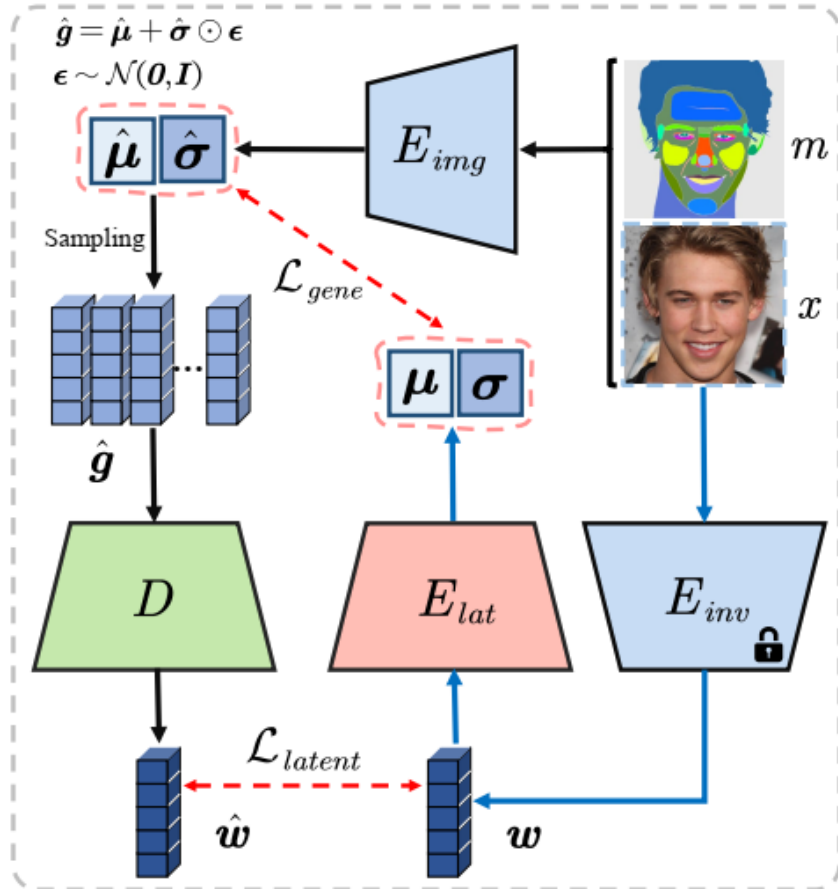 ĝ = μ̂ + σ̂ ⊙ ϵ
ϵ ∼ 𝒩(0, I)
μ̂ σ̂
E_img
m
Sampling
ℒ_gene
x
μ σ
...
ĝ
D
E_lat
E_inv
ℒ_latent
ŵ
w